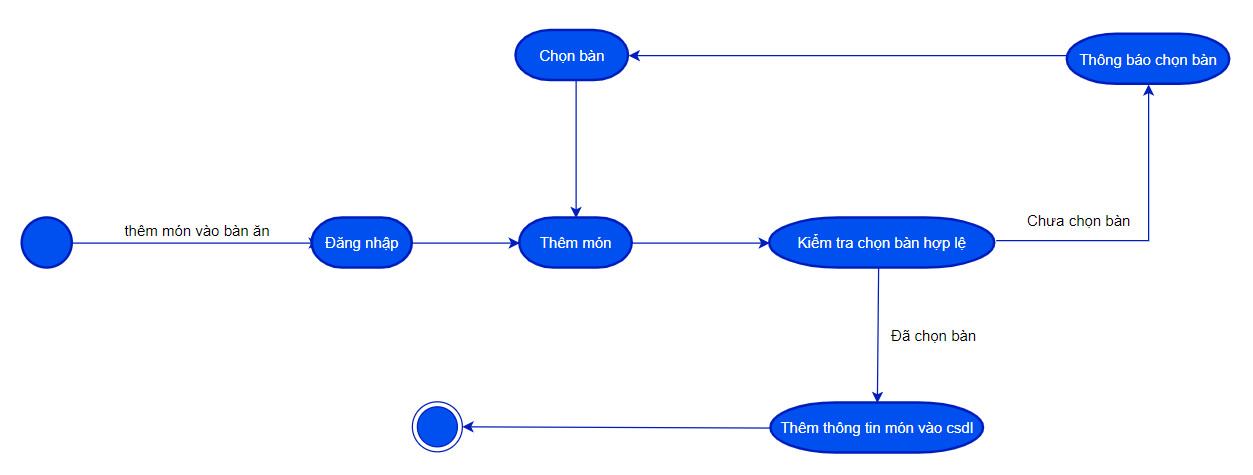 Chọn bàn
Thông báo chọn bàn
thêm món vào bàn ăn
Đăng nhập
Thêm món
Kiểm tra chọn bàn hợp lệ
Chưa chọn bàn
Đã chọn bàn
Thêm thông tin món vào csdl